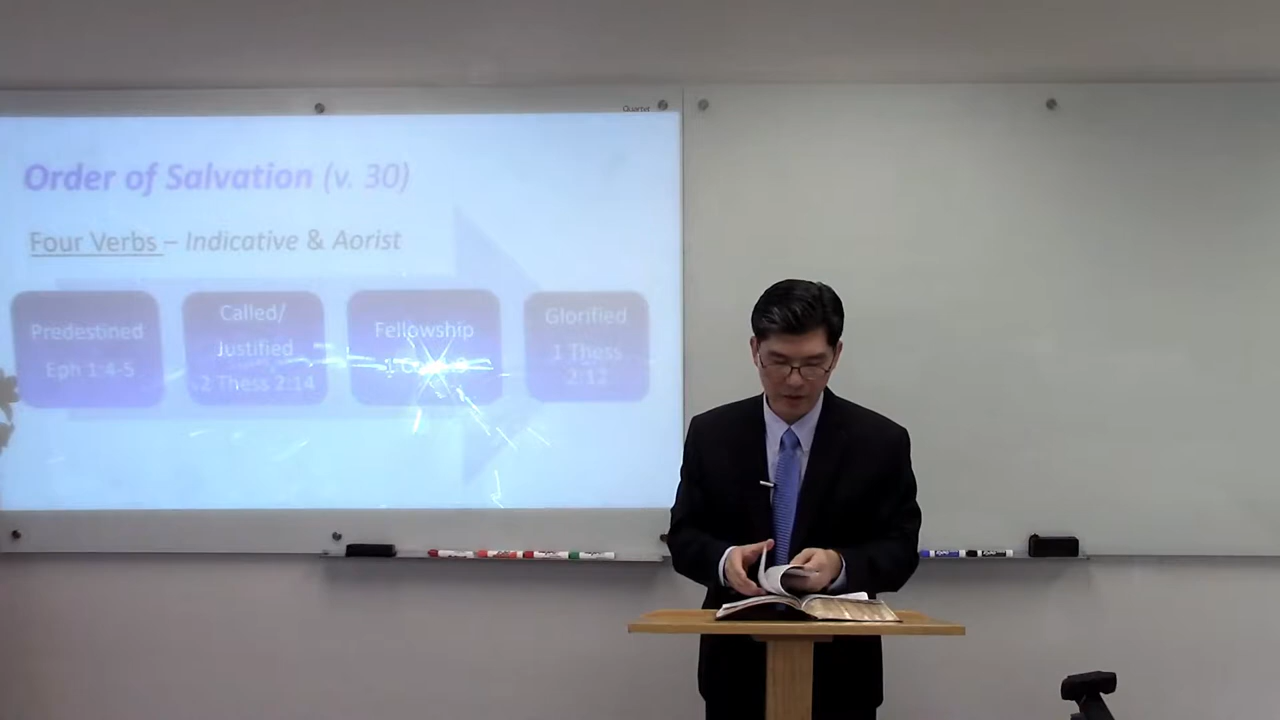 Quartet
Order of Salvation (v. 30)
Four Verbs – Indicative & Aorist
Predestined
Eph 1:4-5
Called/
Justified
2 Thess 2:14
Fellowship
Glorified
1 Thess
2:12